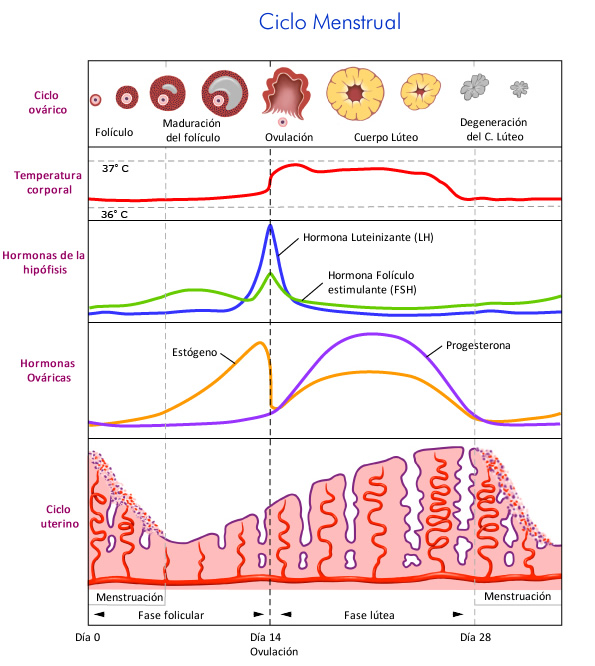 Ciclo Menstrual
Ciclo
ovárico
Folículo
Maduración
del folículo
Ovulación
Cuerpo Lúteo
Degeneración
del C. Lúteo
Temperatura
corporal
37° C
36° C
Hormonas de la
hipófisis
Hormona Luteinizante (LH)
Hormona Folículo
estimulante (FSH)
Hormonas
Ováricas
Estógeno
Progesterona
Ciclo
uterino
Menstruación
Menstruación
Fase folicular
Fase lútea
Día 0
Día 14
Ovulación
Día 28